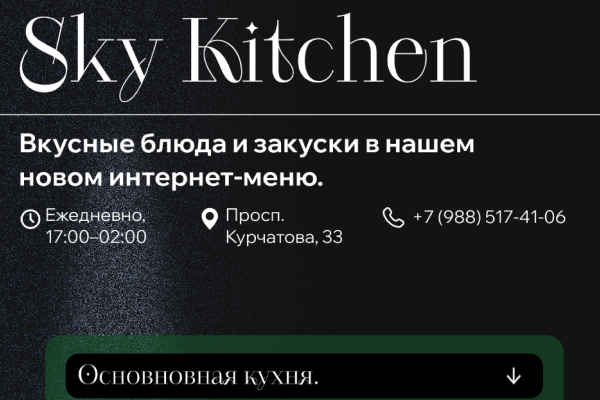 Sky Kitchen
Вкусные блюда и закуски в нашем
новом интернет-меню.
Ежедневно,
17:00–02:00
Просп.
Курчатова, 33
+7 (988) 517-41-06
Основновная кухня.